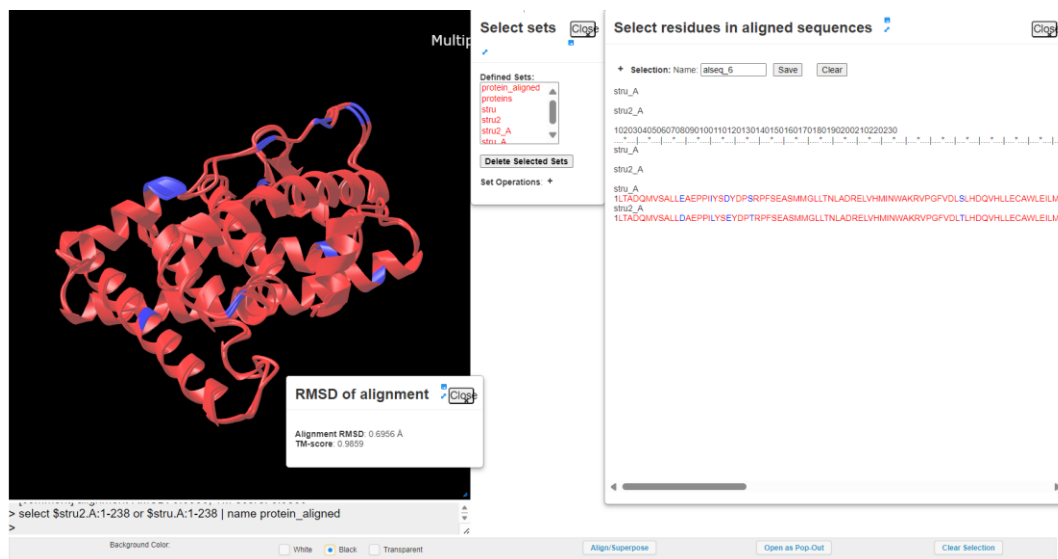 Multip
Select sets
Close
Defined Sets:
protein_aligned
proteins
stru
stru2
stru2_A
stru_A
Delete Selected Sets
Set Operations: +
Select residues in aligned sequences
Close
+ Selection: Name: alseq_6 Save Clear
stru_A
stru2_A
102030405060708090100110120130140150160170180190200210220230
stru_A
stru2_A
stru_A
1LTADQMVSALLEAEPPIIYSDYDPSRPFSEASMMGLLTNLADRELVHMINWAKRVPGFVDLSLHDQVHLLECAWLEILM
stru2_A
1LTADQMVSALLDAEPPILYSEYDPTRPFSEASMMGLLTNLADRELVHMINWAKRVPGFVDLTLHDQVHLLECAWLEILM
RMSD of alignment
Close
Alignment RMSD: 0.6956 Å
TM-score: 0.9859
> select $stru2.A:1-238 or $stru.A:1-238 | name protein_aligned
>
Background Color: White Black Transparent Align/Superpose Open as Pop-Out Clear Selection